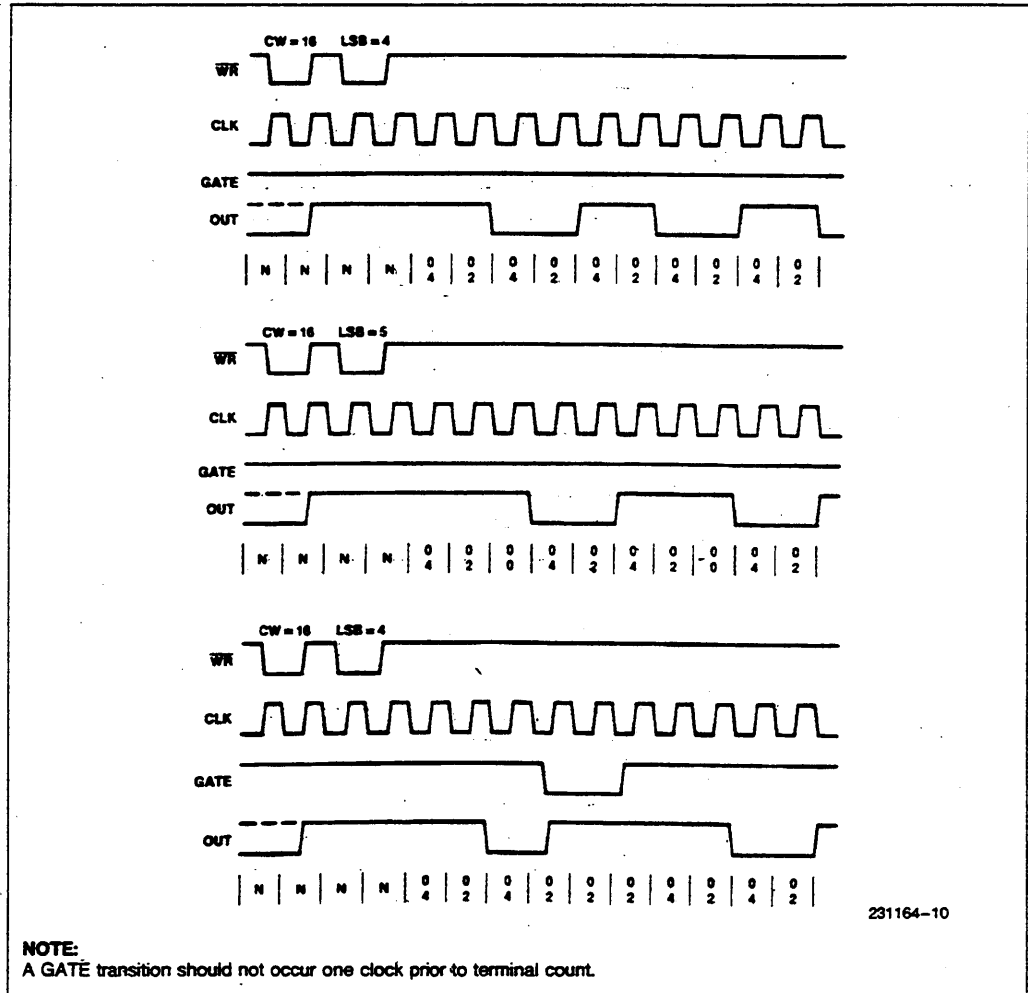 CW = 16 LSB = 4
WR
CLK
GATE
OUT
N N N N 0 4 0 2 0 4 0 2 0 4 0 2 0 4 0 2 0 4 0 2
CW = 16 LSB = 5
WR
CLK
GATE
OUT
N N N N 0 4 0 2 0 0 0 4 0 2 0 4 0 2 0 0 0 4 0 2
CW = 16 LSB = 4
WR
CLK
GATE
OUT
N N N N 0 4 0 2 0 4 0 2 0 2 0 2 0 4 0 2 0 4 0 2
231164–10
NOTE:
A GATE transition should not occur one clock prior to terminal count.